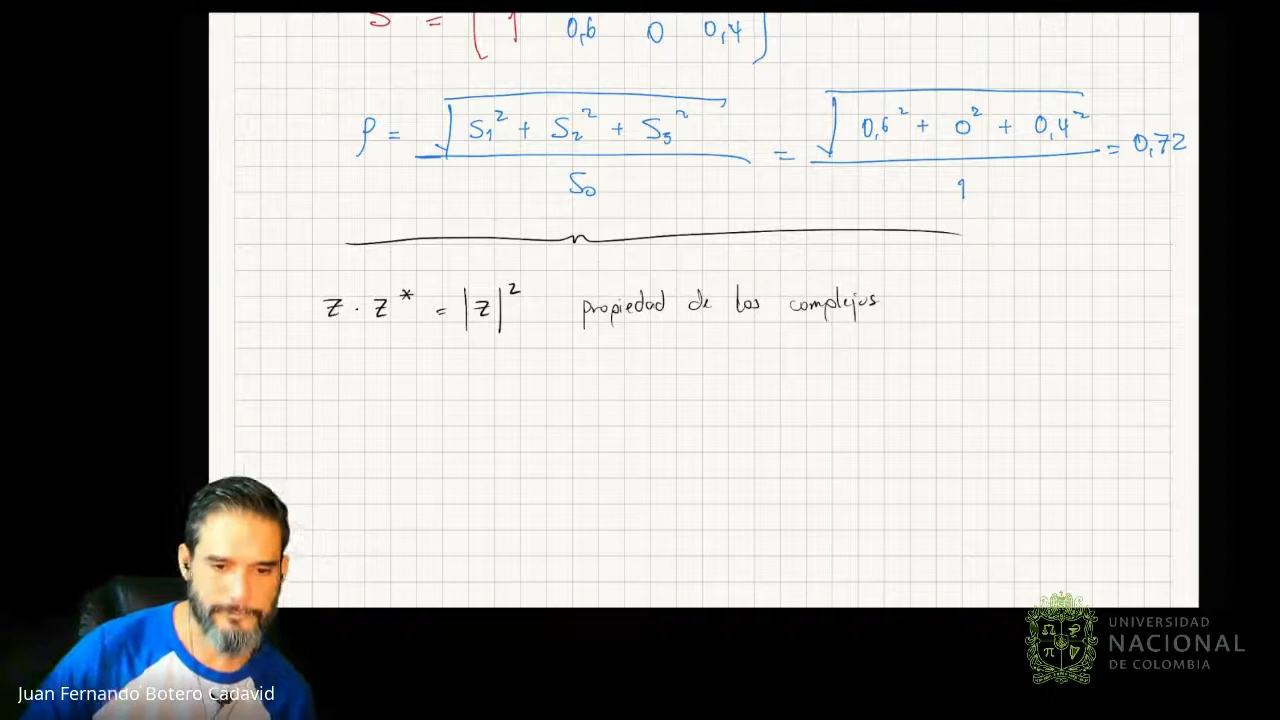 S = [ 1 0,6 0 0,4 ]
ρ = √(S₁² + S₂² + S₃²) / S₀ = √(0,6² + 0² + 0,4²) / 1 = 0,72
z · z* = |z|² propiedad de los complejos
UNIVERSIDAD
NACIONAL
DE COLOMBIA
Juan Fernando Botero Cadavid